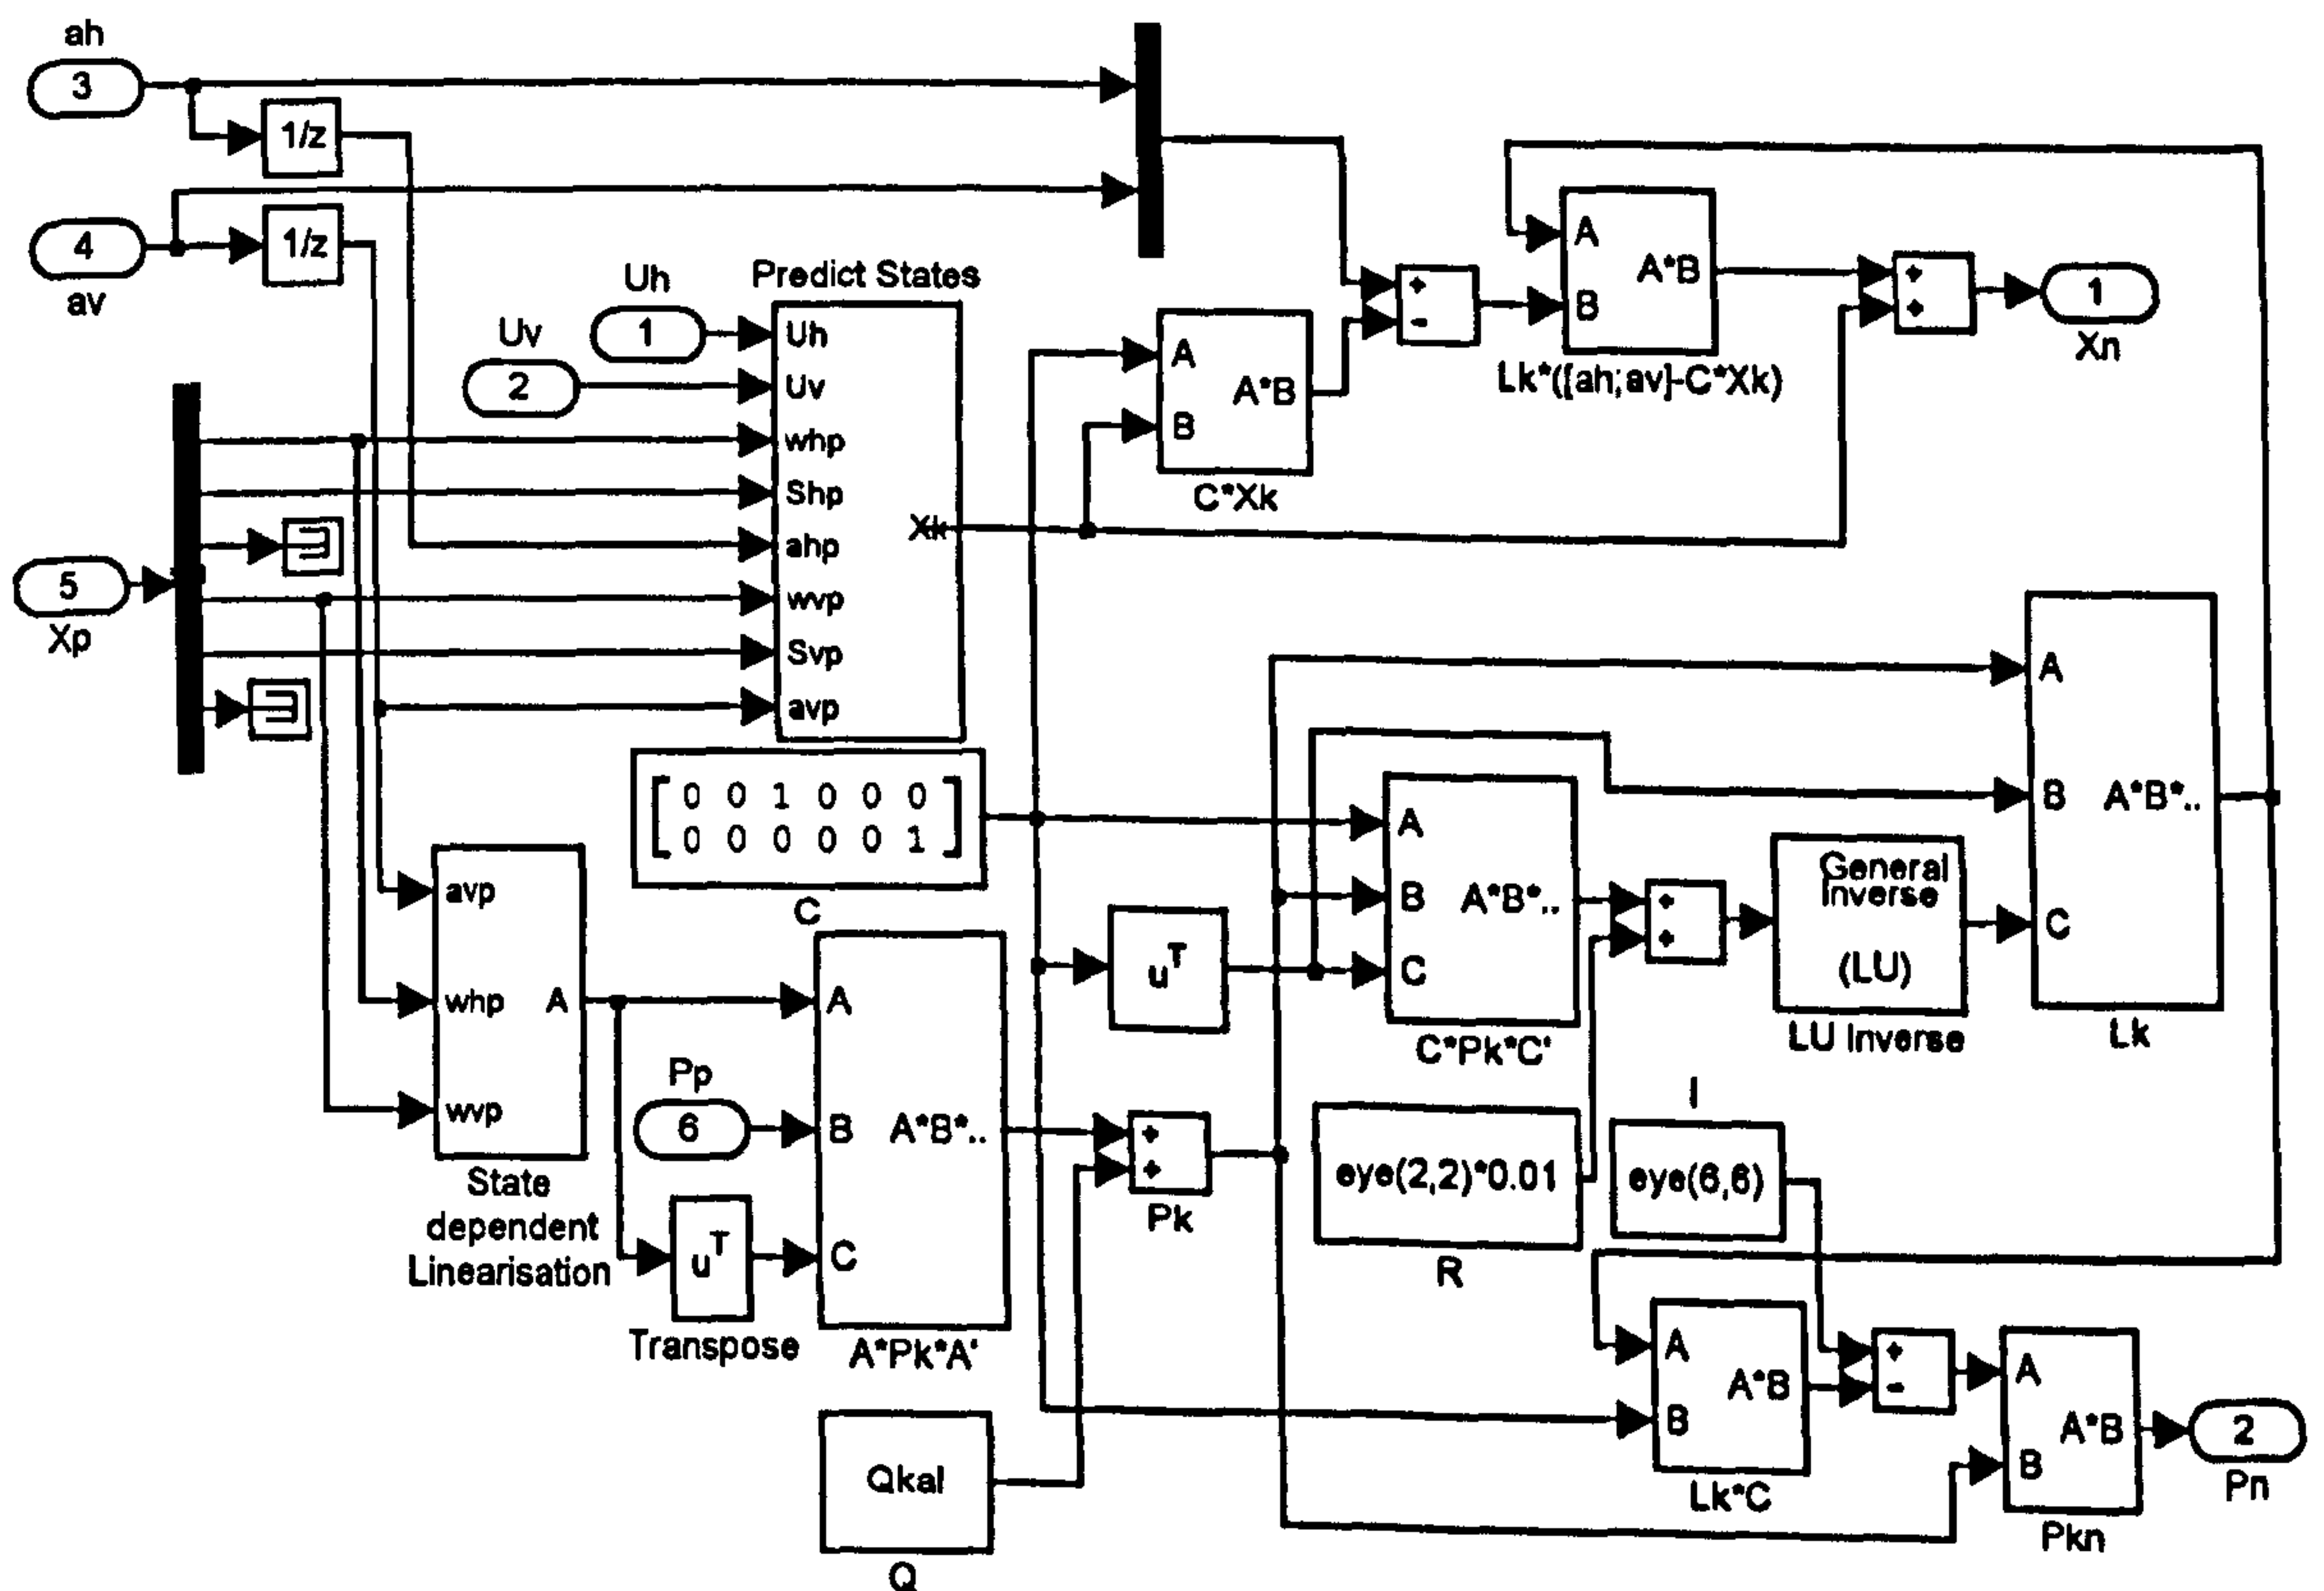 ah
3
1/z
4
av
1/z
Uh
1
Uv
2
Predict States
Uh
Uv
whp
Shp
ahp
wvp
Svp
avp
Xk
5
Xp
A
B
A*B
C*Xk
+
-
A
B
A*B
Lk*([ah;av]-C*Xk)
+
+
1
Xn
0 0 1 0 0 0
0 0 0 0 0 1
C
avp
whp
wvp
A
State
dependent
Linearisation
Pp
6
u^T
Transpose
A
B
C
A*B*..
A*Pk*A'
Qkal
Q
+
+
Pk
u^T
A
B
C
A*B*..
C*Pk*C'
+
+
General
Inverse
(LU)
LU Inverse
A
B
C
A*B*..
Lk
eye(2,2)*0.01
R
I
eye(6,6)
A
B
A*B
Lk*C
+
-
A
B
A*B
Pkn
2
Pn